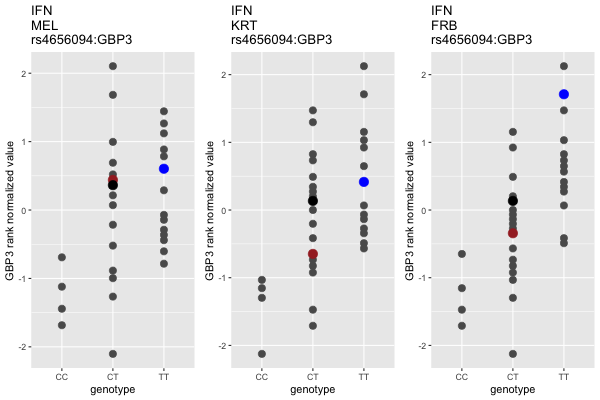 IFN
MEL
rs4656094:GBP3
GBP3 rank normalized value
2
1
0
-1
-2
CC CT TT
genotype
IFN
KRT
rs4656094:GBP3
GBP3 rank normalized value
2
1
0
-1
-2
CC CT TT
genotype
IFN
FRB
rs4656094:GBP3
GBP3 rank normalized value
2
1
0
-1
-2
CC CT TT
genotype